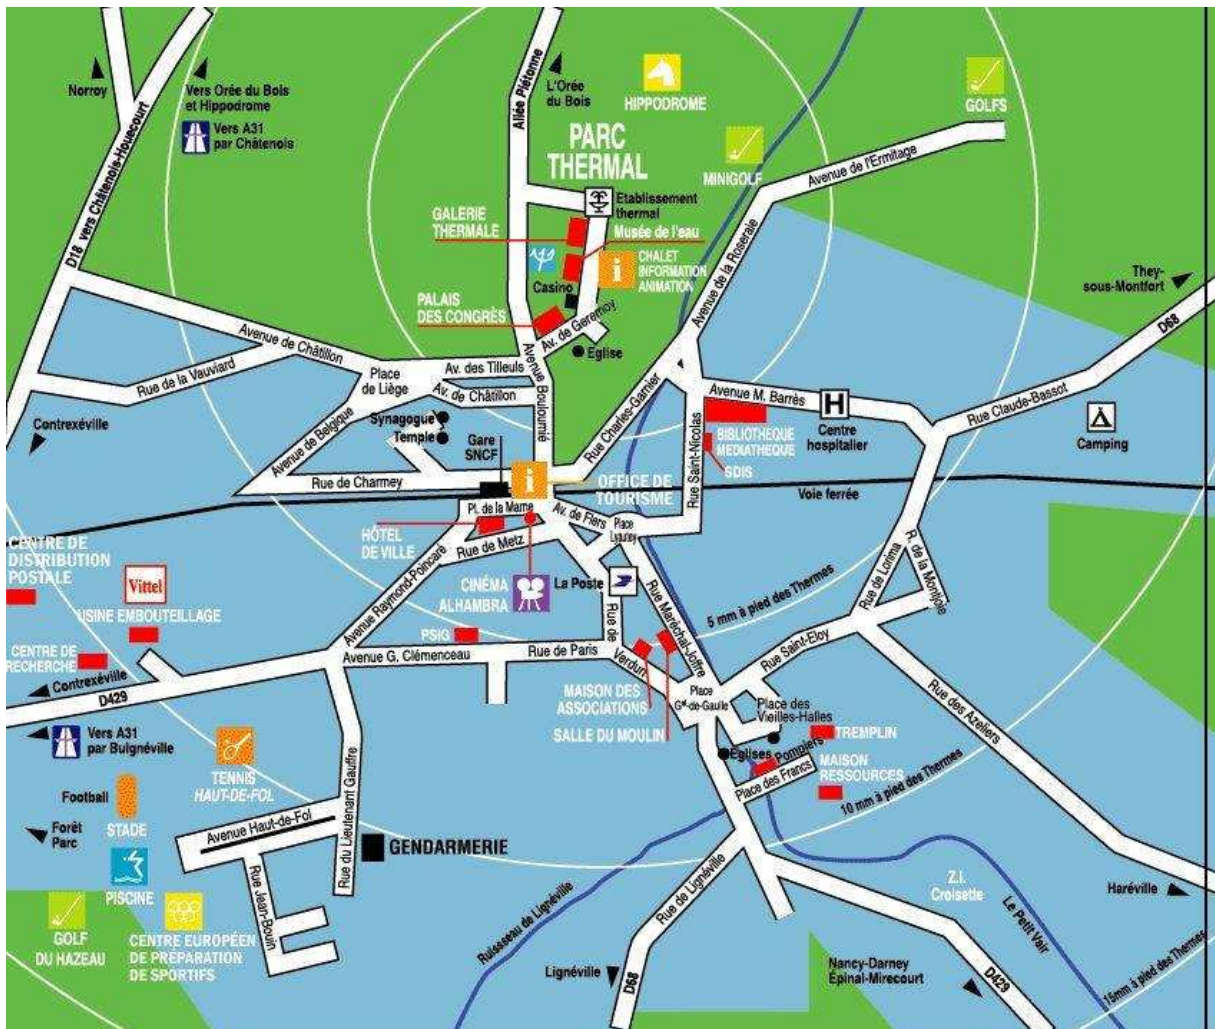 Norroy
Vers Orée du Bois
et Hippodrome
Vers A31
par Châtenois
D18 vers Châtenois-Houecourt
Allée Piétonne
L'Orée
du Bois
HIPPODROME
GOLFS
PARC
THERMAL
MINIGOLF
Avenue de l'Ermitage
Etablissement
thermal
GALERIE
THERMALE
Musée de l'eau
CHALET
INFORMATION
ANIMATION
Casino
PALAIS
DES CONGRÈS
Av. de Geremoy
Eglise
Avenue de la Roseraie
They-
sous-Montfort
D68
Avenue de Châtillon
Rue de la Vauviard
Place
de Liège
Av. des Tilleuls
Av. de Châtillon
Avenue Bouloumié
Rue Charles-Garnier
Avenue M. Barrès
H
Centre
hospitalier
Rue Claude-Bassot
Camping
Contrexéville
Avenue de Belgique
Synagogue
Temple
Gare
SNCF
Rue de Charmey
i
OFFICE DE
TOURISME
Rue Saint-Nicolas
BIBLIOTHEQUE
MEDIATHEQUE
SDIS
Voie ferrée
Pl. de la Marne
Av. de Flers
Place
Lyautey
HÔTEL
DE VILLE
Rue de Metz
CENTRE DE
DISTRIBUTION
POSTALE
Vittel
USINE EMBOUTEILLAGE
CENTRE DE
RECHERCHE
Contrexéville
D429
Avenue Raymond-Poincaré
CINÉMA
ALHAMBRA
La Poste
PSIG
Avenue G. Clémenceau
Rue de Paris
Rue de
Verdun
Rue Maréchal-Joffre
5 mm à pied des Thermes
Rue de Lorima
R. de la Montjoie
Rue Saint-Eloy
Rue des Azeliers
MAISON DES
ASSOCIATIONS
SALLE DU MOULIN
Place
Gal-de-Gaulle
Place des
Vieilles-Halles
Eglises
Pompiers
TREMPLIN
MAISON
RESSOURCES
Place des Francs
10 mm à pied des Thermes
Vers A31
par Bulgnéville
TENNIS
HAUT-DE-FOL
Football
STADE
Forêt
Parc
Avenue Haut-de-Fol
Rue du Lieutenant Gauffre
GENDARMERIE
PISCINE
Rue Jean-Bouin
GOLF
DU HAZEAU
CENTRE EUROPÉEN
DE PRÉPARATION
DE SPORTIFS
Ruisseau de Lignéville
Rue de Lignéville
Lignéville
D68
Z.I.
Croisette
Le Petit Vair
Haréville
Nancy-Darney
Épinal-Mirecourt
D429
15mm à pied des Thermes